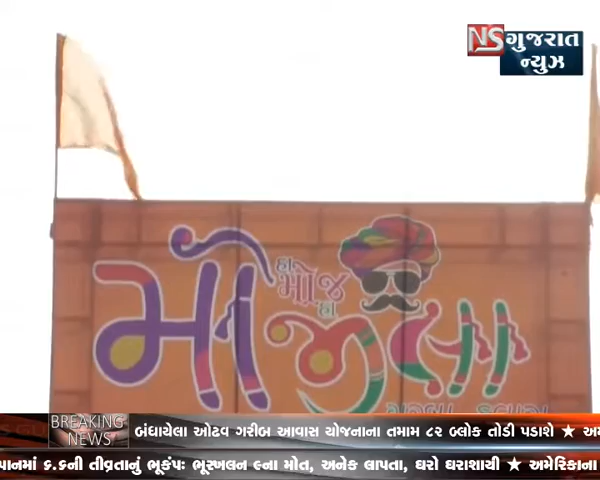 NS ગુજરાત
ન્યુઝ
હા
મોજ
હા
મોજીલા
BREAKING
NEWS
બંધાયેલા ઓઢવ ગરીબ આવાસ યોજનાના તમામ ૮૨ બ્લોક તોડી પડાશે ★ અમ
પાનમાં ૬.૬ની તીવ્રતાનું ભૂકંપઃ ભૂસ્ખલન ૯ના મોત, અનેક લાપતા, ઘરો ધરાશાયી ★ અમેરિકાના